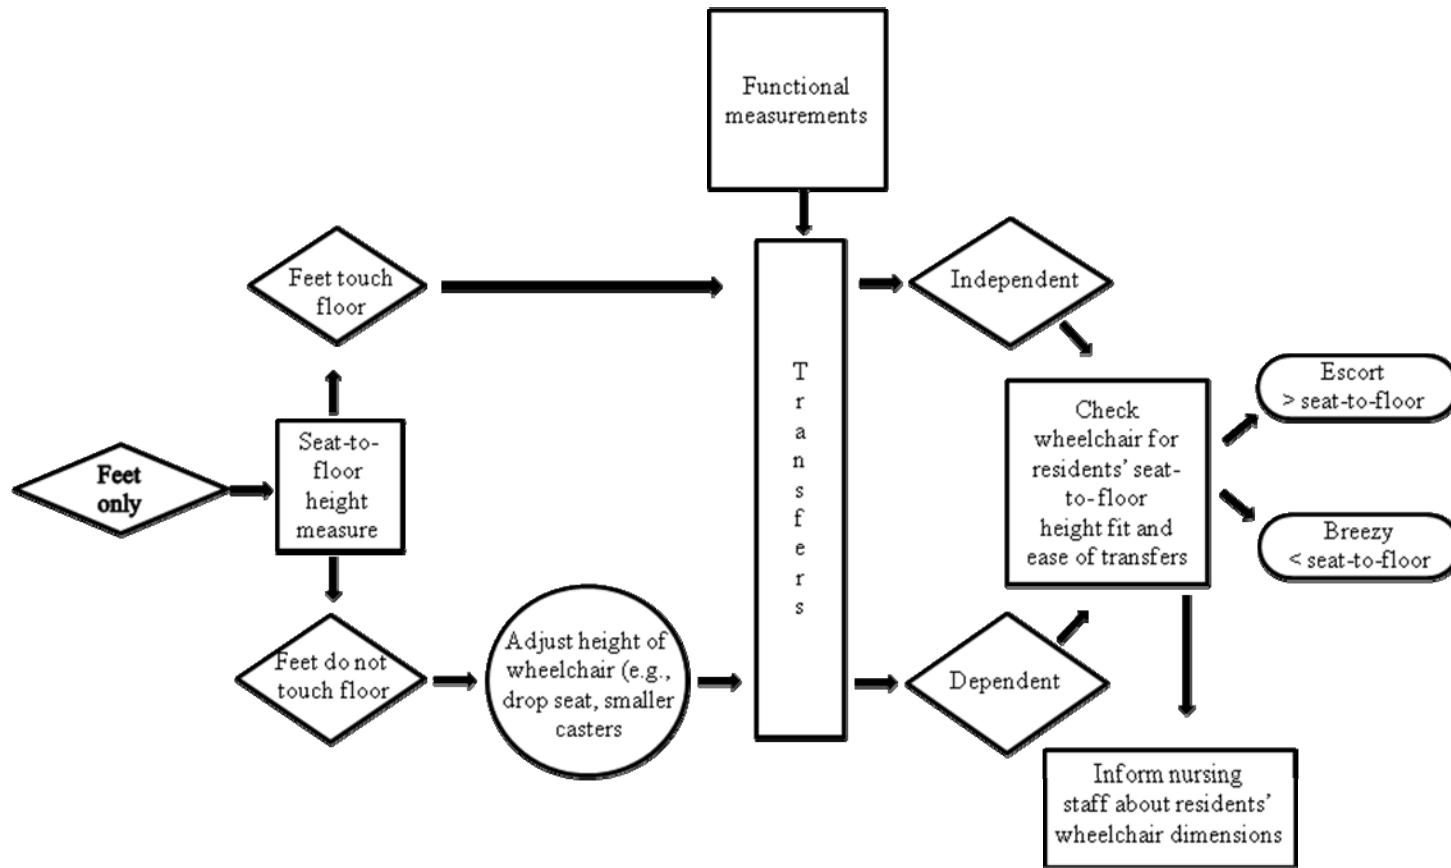 Functional
measurements
Feet touch
floor
Independent
T
r
a
n
s
f
e
r
s
Escort
> seat-to-floor
Check
wheelchair for
residents' seat-
to-floor
height fit and
ease of transfers
Feet
only
Seat-to-
floor
height
measure
Breezy
< seat-to-floor
Feet do not
touch floor
Adjust height of
wheelchair (e.g.,
drop seat, smaller
casters
Dependent
Inform nursing
staff about residents'
wheelchair dimensions